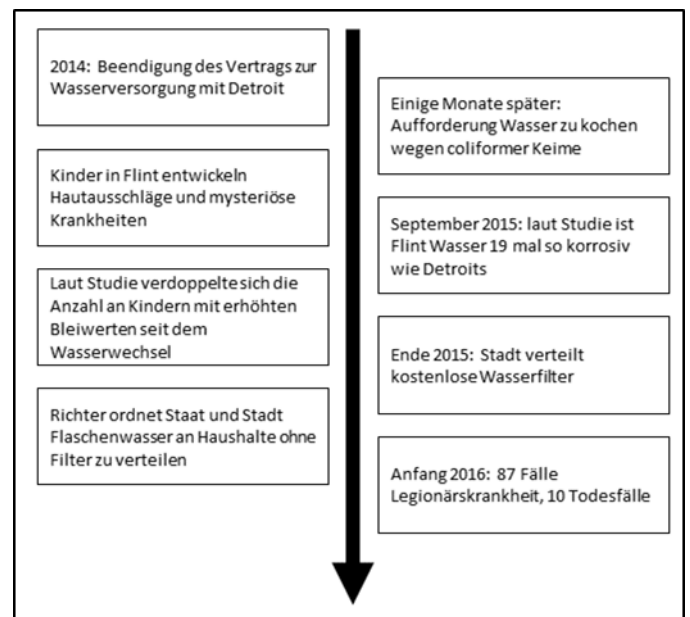 2014: Beendigung des Vertrags zur
Wasserversorgung mit Detroit
Einige Monate später:
Aufforderung Wasser zu kochen
wegen coliformer Keime
Kinder in Flint entwickeln
Hautausschläge und mysteriöse
Krankheiten
September 2015: laut Studie ist
Flint Wasser 19 mal so korrosiv
wie Detroits
Laut Studie verdoppelte sich die
Anzahl an Kindern mit erhöhten
Bleiwerten seit dem
Wasserwechsel
Ende 2015: Stadt verteilt
kostenlose Wasserfilter
Richter ordnet Staat und Stadt
Flaschenwasser an Haushalte ohne
Filter zu verteilen
Anfang 2016: 87 Fälle
Legionärskrankheit, 10 Todesfälle